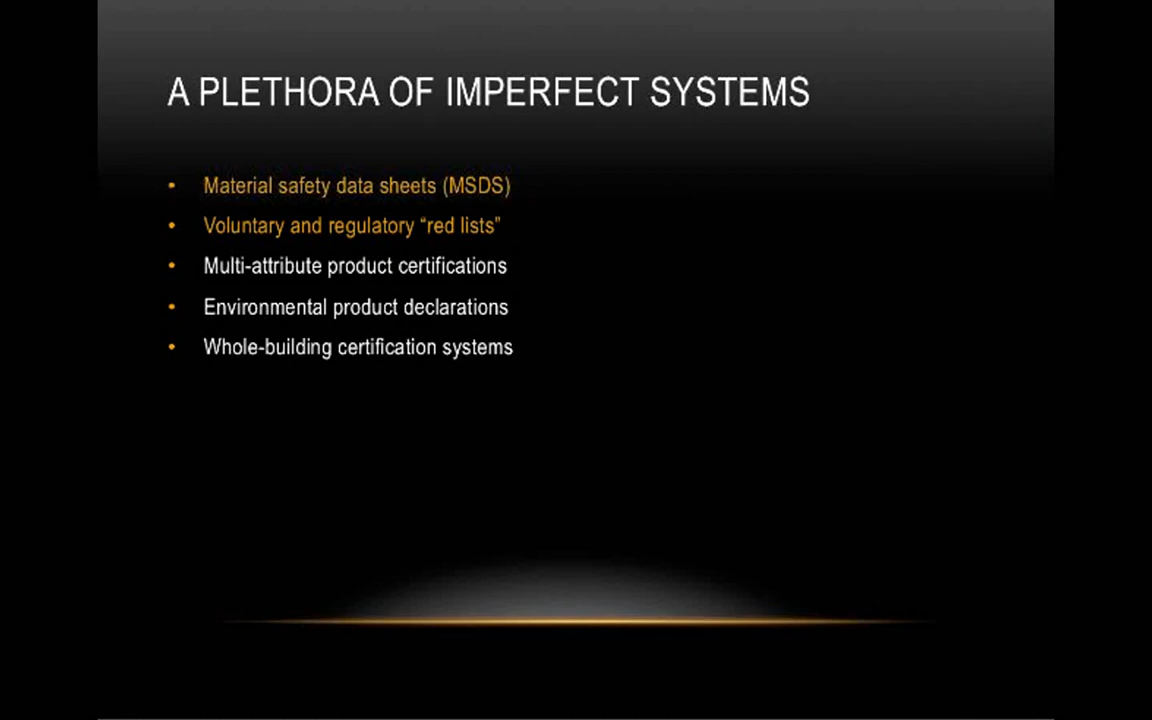 A PLETHORA OF IMPERFECT SYSTEMS
• Material safety data sheets (MSDS)
• Voluntary and regulatory “red lists”
• Multi-attribute product certifications
• Environmental product declarations
• Whole-building certification systems